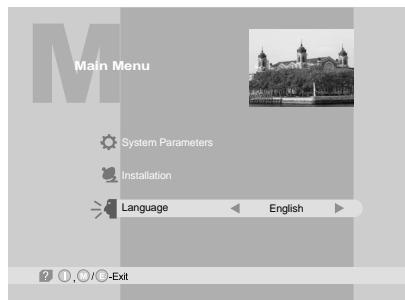 M
Main Menu
System Parameters
Installation
Language English
? I , M / E -Exit